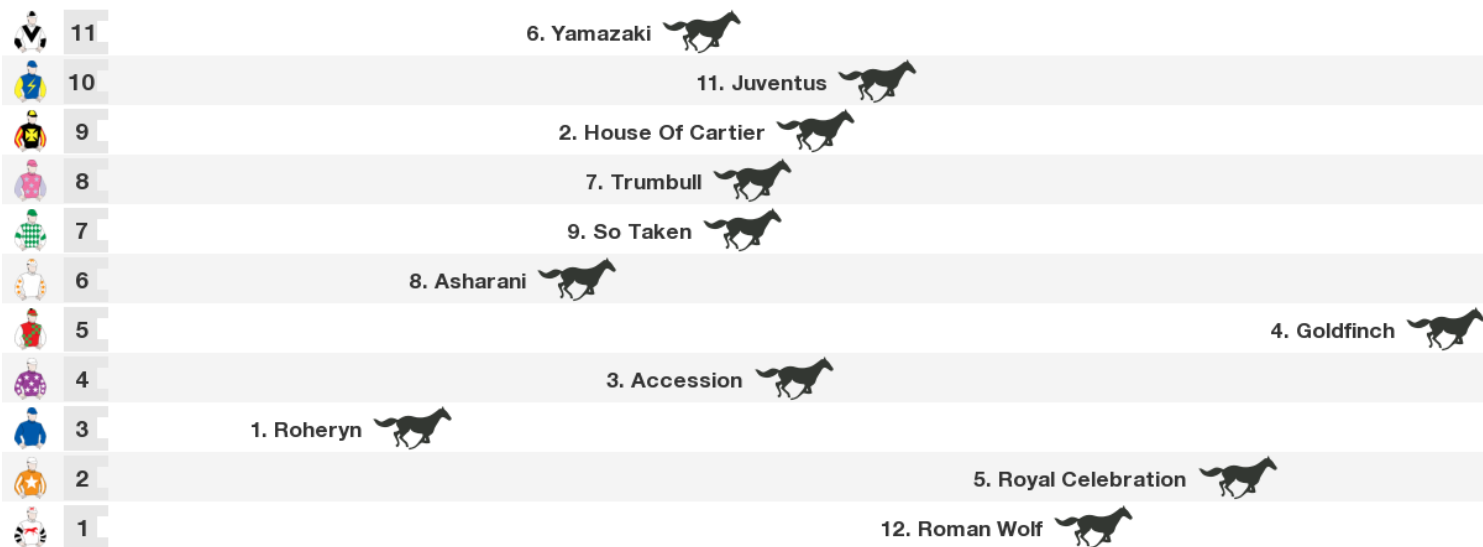 11 6. Yamazaki
10 11. Juventus
9 2. House Of Cartier
8 7. Trumbull
7 9. So Taken
6 8. Asharani
5 4. Goldfinch
4 3. Accession
3 1. Roheryn
2 5. Royal Celebration
1 12. Roman Wolf